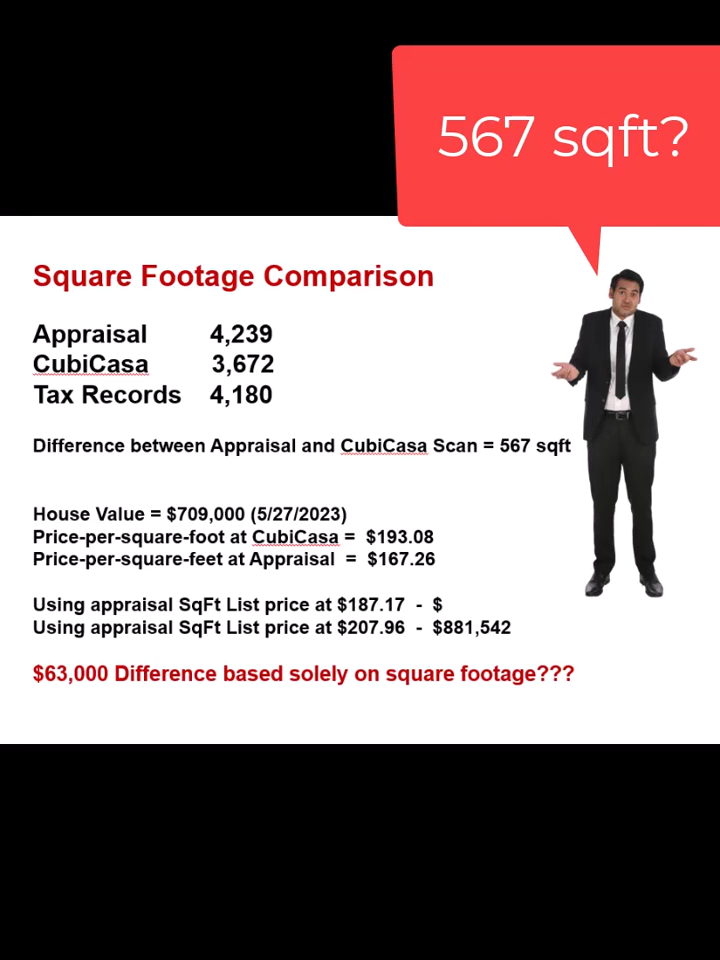 567 sqft?
Square Footage Comparison
Appraisal 4,239
CubiCasa 3,672
Tax Records 4,180
Difference between Appraisal and CubiCasa Scan = 567 sqft
House Value = $709,000 (5/27/2023)
Price-per-square-foot at CubiCasa = $193.08
Price-per-square-feet at Appraisal = $167.26
Using appraisal SqFt List price at $187.17 - $
Using appraisal SqFt List price at $207.96 - $881,542
$63,000 Difference based solely on square footage???